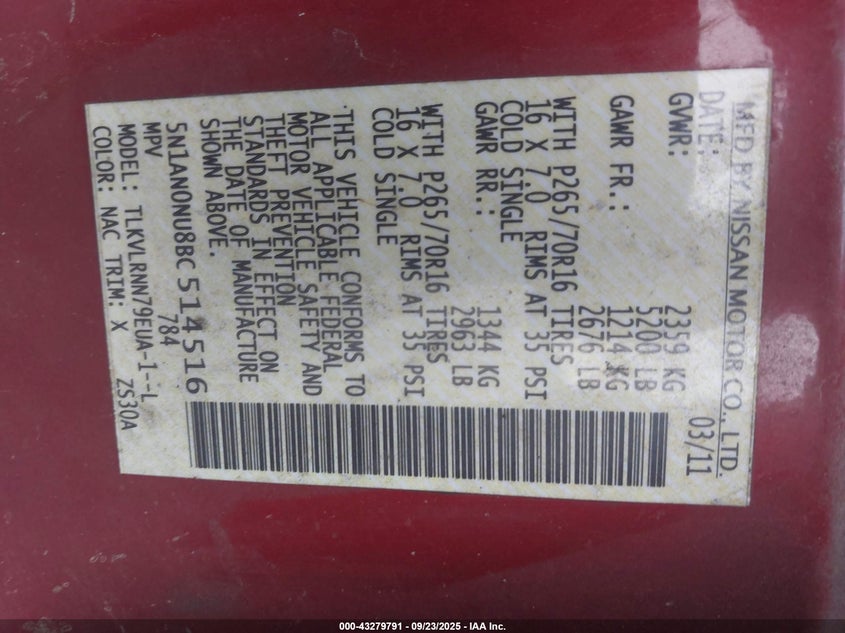 MFD BY NISSAN MOTOR CO., LTD.
DATE: 03/11
GVWR: 2359 KG
5200 LB
GAWR FR.: 1214 KG
2676 LB
WITH P265/70R16 TIRES
16 X 7.0 RIMS AT 35 PSI
COLD SINGLE
GAWR RR.: 1344 KG
2963 LB
WITH P265/70R16 TIRES
16 X 7.0 RIMS AT 35 PSI
COLD SINGLE
THIS VEHICLE CONFORMS TO
ALL APPLICABLE FEDERAL
MOTOR VEHICLE SAFETY AND
THEFT PREVENTION
STANDARDS IN EFFECT ON
THE DATE OF MANUFACTURE
SHOWN ABOVE.
5N1AN0NU8BC514516
MPV 784
MODEL: TLKVLRNN79EUA-I--L
COLOR: NAC TRIM: X ZS30A
000-43279791 - 09/23/2025 - IAA Inc.